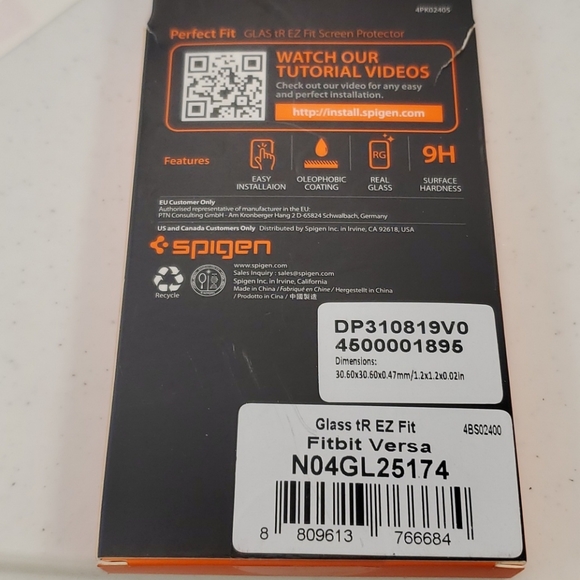 4PK02405
Perfect Fit GLAS tR EZ Fit Screen Protector
WATCH OUR
TUTORIAL VIDEOS
Check out our video for any easy
and perfect installation.
http://install.spigen.com
Features
EASY
INSTALLAION
OLEOPHOBIC
COATING
RG
REAL
GLASS
9H
SURFACE
HARDNESS
EU Customer Only
Authorised representative of manufacturer in the EU:
PTN Consulting GmbH - Am Kronberger Hang 2 D-65824 Schwalbach, Germany
US and Canada Customers Only Distributed by Spigen Inc. in Irvine, CA 92618, USA
spigen
www.spigen.com
Sales Inquiry : sales@spigen.com
Spigen Inc. in Irvine, California
Made in China / Fabriqué en Chine / Hergestellt in China
/ Prodotto in Cina / 中國製造
Recycle
DP310819V0
4500001895
Dimensions:
30.60x30.60x0.47mm/1.2x1.2x0.02in
Glass tR EZ Fit 4BS02400
Fitbit Versa
N04GL25174
8 809613 766684